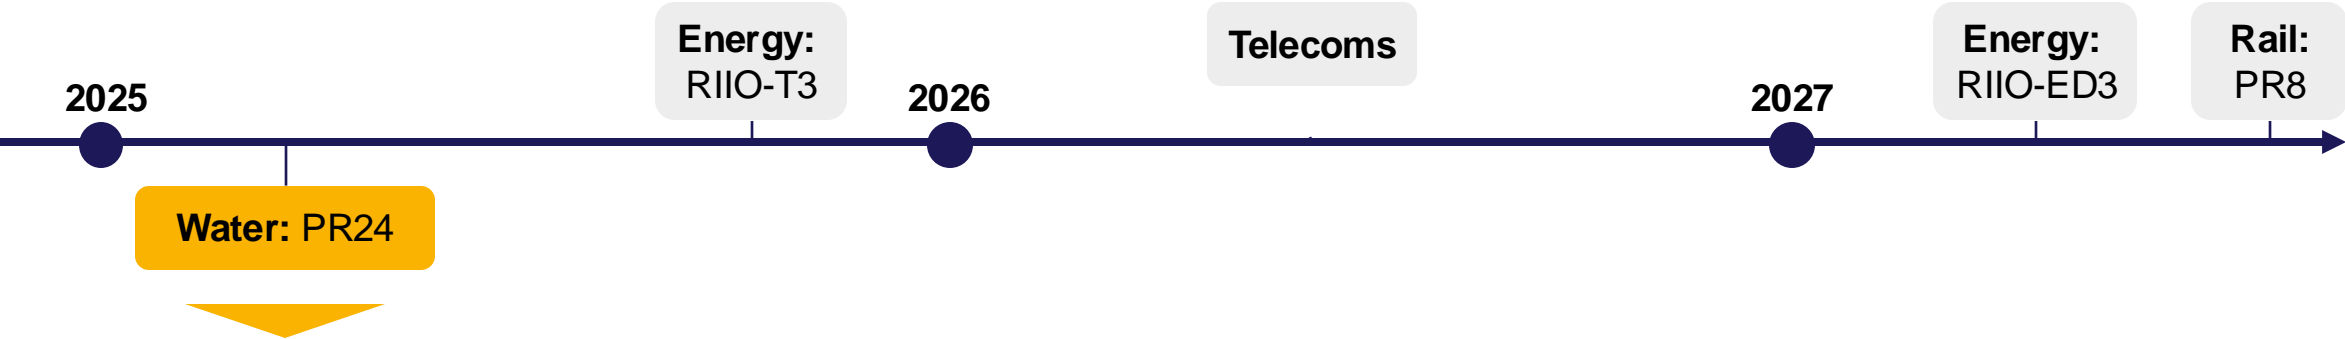 2025
Water: PR24
Energy:
RIIO-T3
2026
Telecoms
2027
Energy:
RIIO-ED3
Rail:
PR8